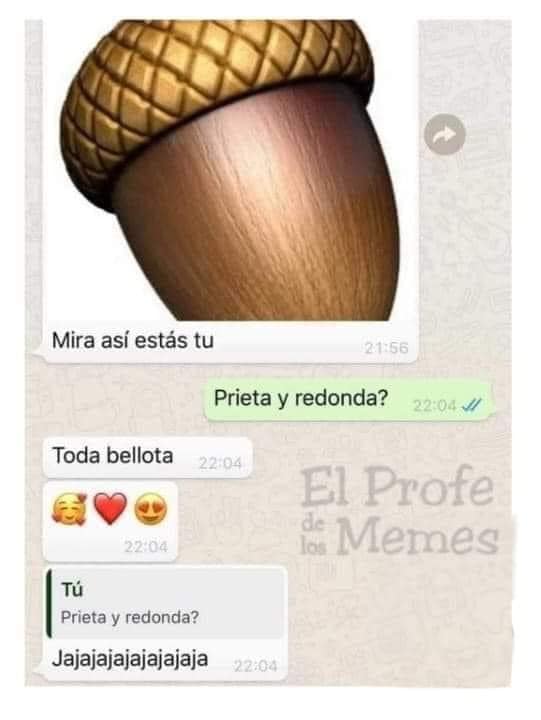 Mira así estás tu
21:56
Prieta y redonda?
22:04
Toda bellota
22:04
22:04
El Profe
de los Memes
Tú
Prieta y redonda?
Jajajajajajajajaja
22:04